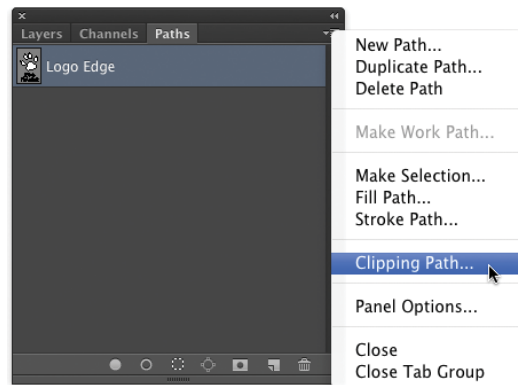 Layers Channels Paths
Logo Edge
New Path...
Duplicate Path...
Delete Path
Make Work Path...
Make Selection...
Fill Path...
Stroke Path...
Clipping Path...
Panel Options...
Close
Close Tab Group